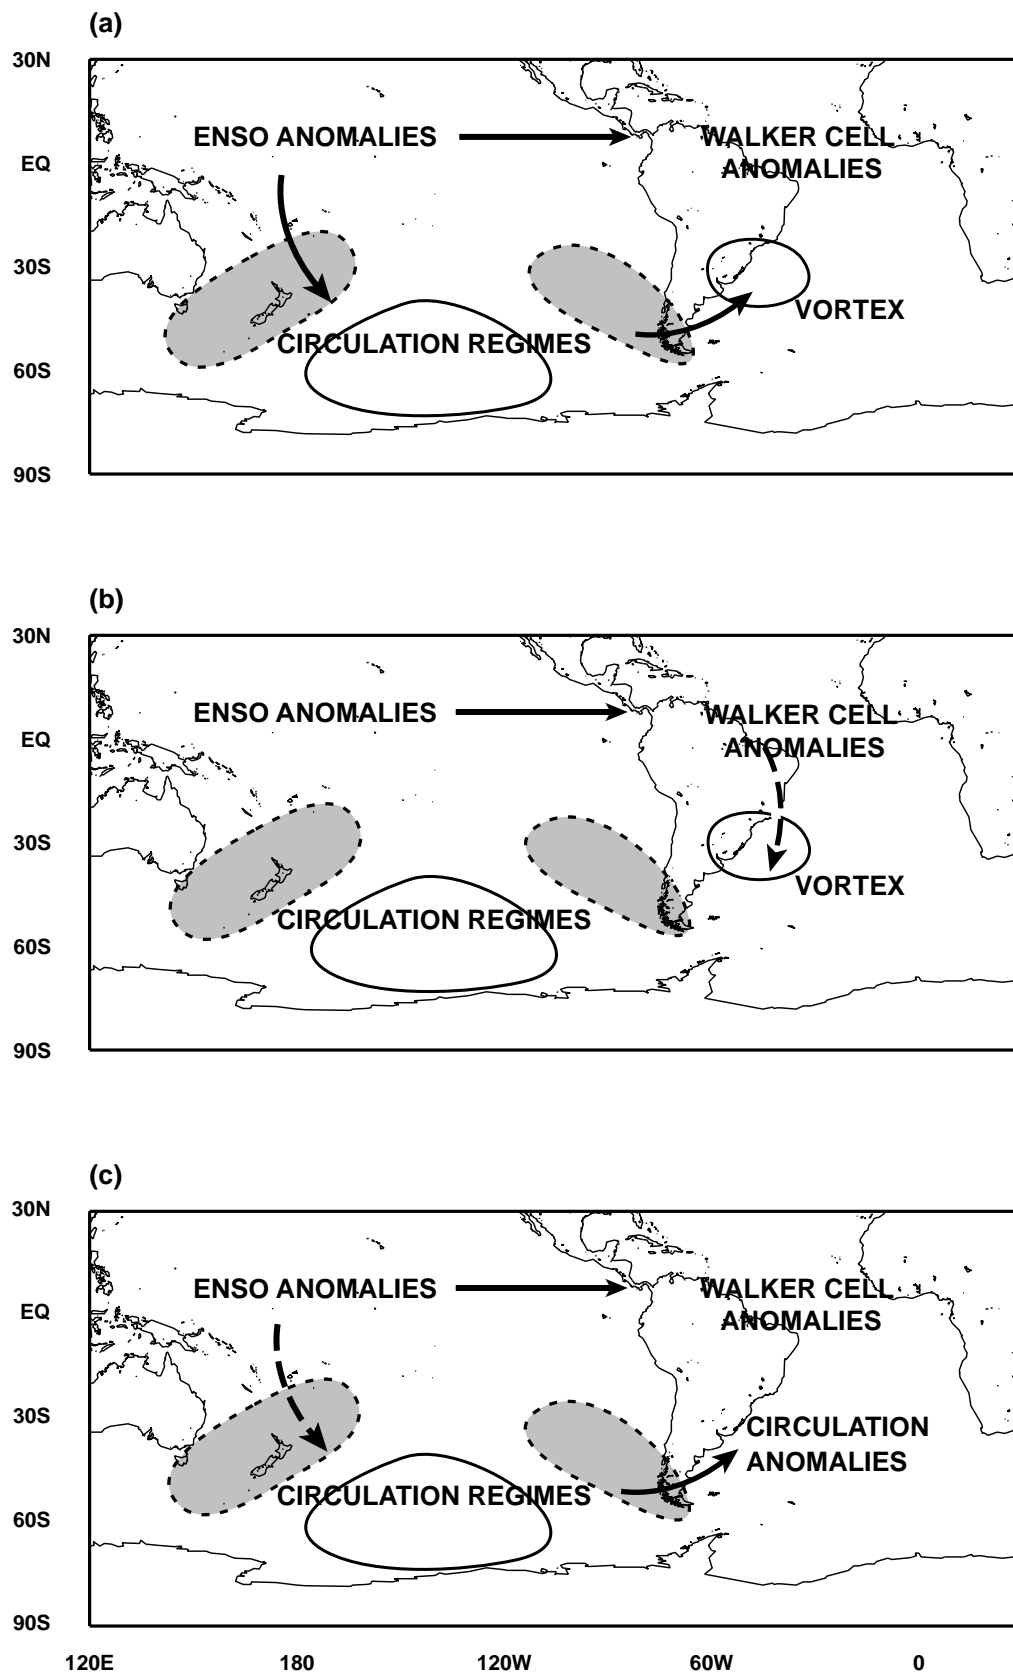 (a)
30N
ENSO ANOMALIES
WALKER CELL
ANOMALIES
EQ
30S
VORTEX
CIRCULATION REGIMES
60S
90S
(b)
30N
ENSO ANOMALIES
WALKER CELL
ANOMALIES
EQ
30S
VORTEX
CIRCULATION REGIMES
60S
90S
(c)
30N
ENSO ANOMALIES
WALKER CELL
ANOMALIES
EQ
30S
CIRCULATION
ANOMALIES
CIRCULATION REGIMES
60S
90S
120E 180 120W 60W 0